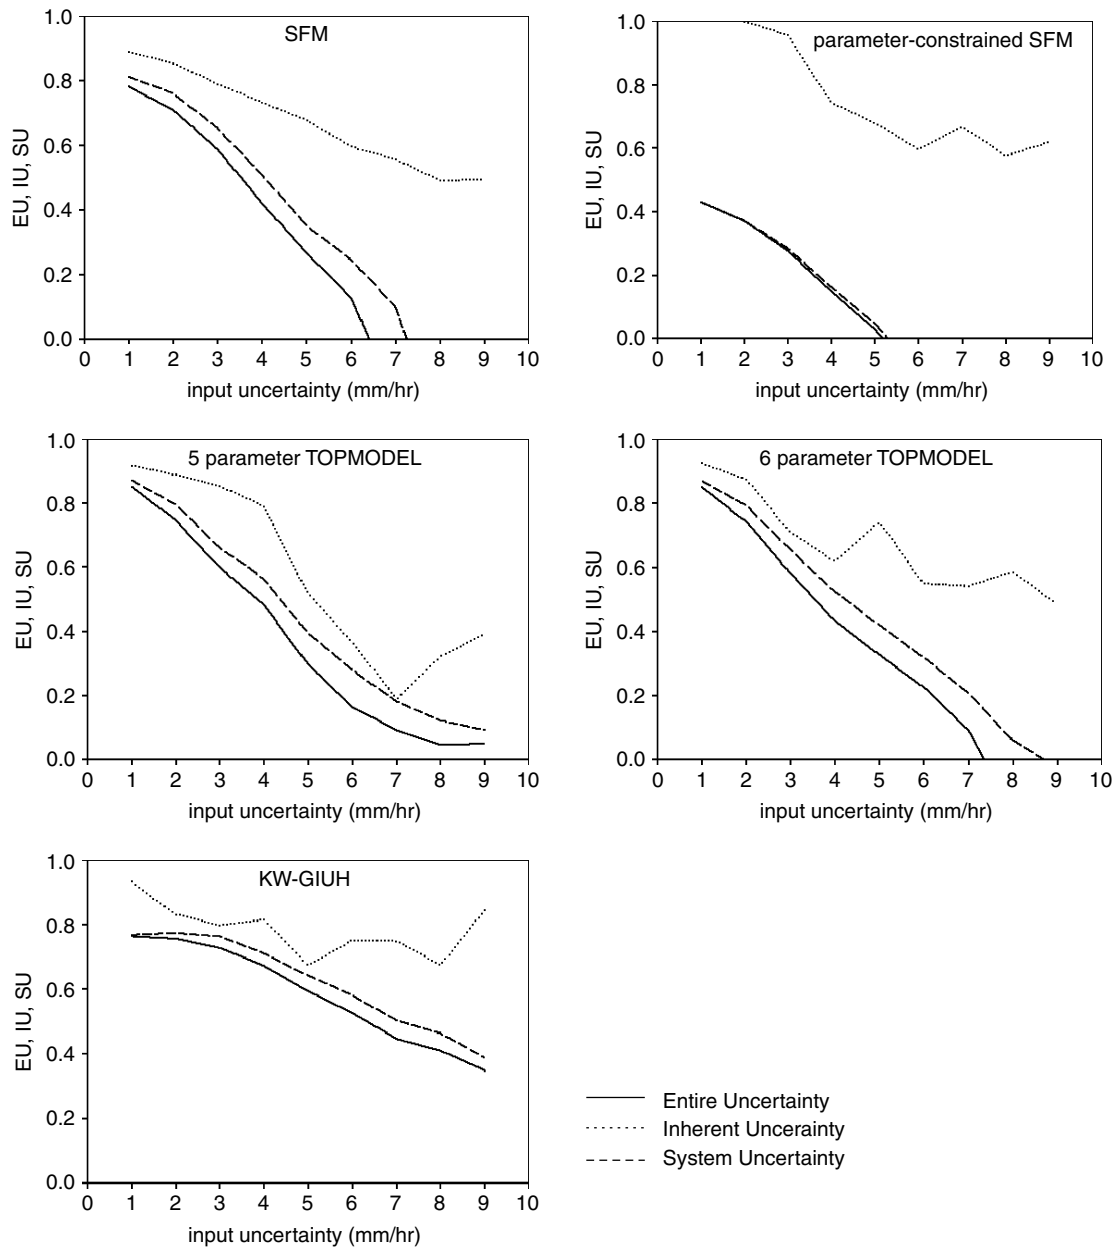 SFM
1.0
0.8
0.6
0.4
0.2
0.0
EU, IU, SU
0 1 2 3 4 5 6 7 8 9 10
input uncertainty (mm/hr)
parameter-constrained SFM
1.0
0.8
0.6
0.4
0.2
0.0
EU, IU, SU
0 1 2 3 4 5 6 7 8 9 10
input uncertainty (mm/hr)
5 parameter TOPMODEL
1.0
0.8
0.6
0.4
0.2
0.0
EU, IU, SU
0 1 2 3 4 5 6 7 8 9 10
input uncertainty (mm/hr)
6 parameter TOPMODEL
1.0
0.8
0.6
0.4
0.2
0.0
EU, IU, SU
0 1 2 3 4 5 6 7 8 9 10
input uncertainty (mm/hr)
KW-GIUH
1.0
0.8
0.6
0.4
0.2
0.0
EU, IU, SU
0 1 2 3 4 5 6 7 8 9 10
input uncertainty (mm/hr)
Entire Uncertainty
Inherent Uncerainty
System Uncertainty